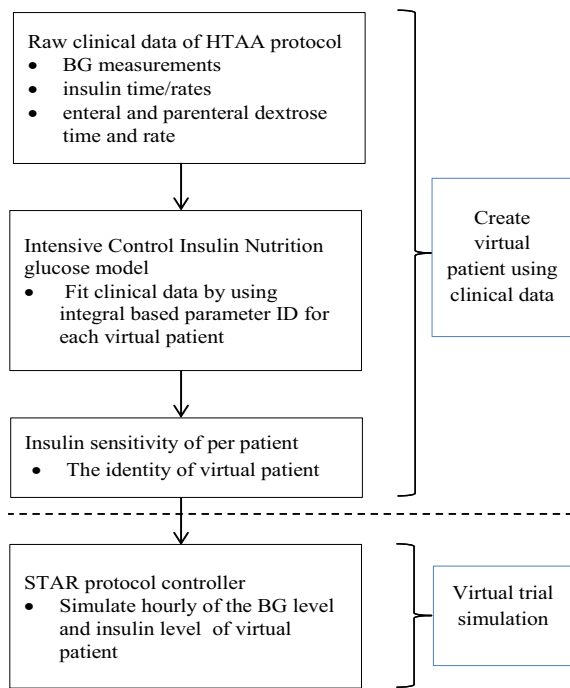 Raw clinical data of HTAA protocol
• BG measurements
• insulin time/rates
• enteral and parenteral dextrose
time and rate
Intensive Control Insulin Nutrition
glucose model
• Fit clinical data by using
integral based parameter ID for
each virtual patient
Insulin sensitivity of per patient
• The identity of virtual patient
Create
virtual
patient using
clinical data
STAR protocol controller
• Simulate hourly of the BG level
and insulin level of virtual
patient
Virtual trial
simulation